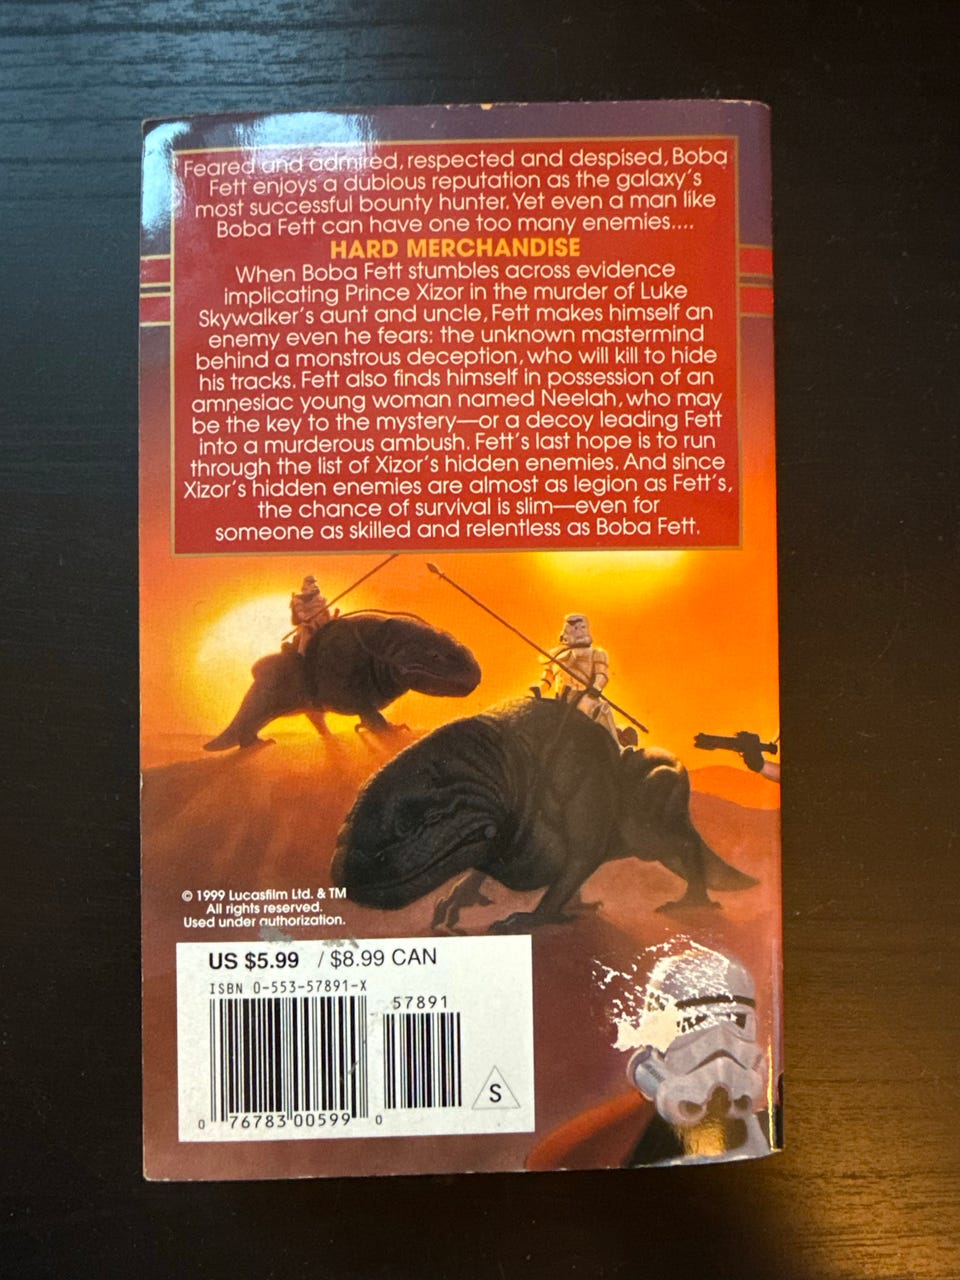 Feared and admired, respected and despised, Boba
Fett enjoys a dubious reputation as the galaxy's
most successful bounty hunter. Yet even a man like
Boba Fett can have one too many enemies....
HARD MERCHANDISE
When Boba Fett stumbles across evidence
implicating Prince Xizor in the murder of Luke
Skywalker's aunt and uncle, Fett makes himself an
enemy even he fears: the unknown mastermind
behind a monstrous deception, who will kill to hide
his tracks. Fett also finds himself in possession of an
amnesiac young woman named Neelah, who may
be the key to the mystery—or a decoy leading Fett
into a murderous ambush. Fett's last hope is to run
through the list of Xizor's hidden enemies. And since
Xizor's hidden enemies are almost as legion as Fett's,
the chance of survival is slim—even for
someone as skilled and relentless as Boba Fett.
© 1999 Lucasfilm Ltd. & TM
All rights reserved.
Used under authorization.
US $5.99 / $8.99 CAN
ISBN 0-553-57891-X
57891
S
0 76783 00599 0